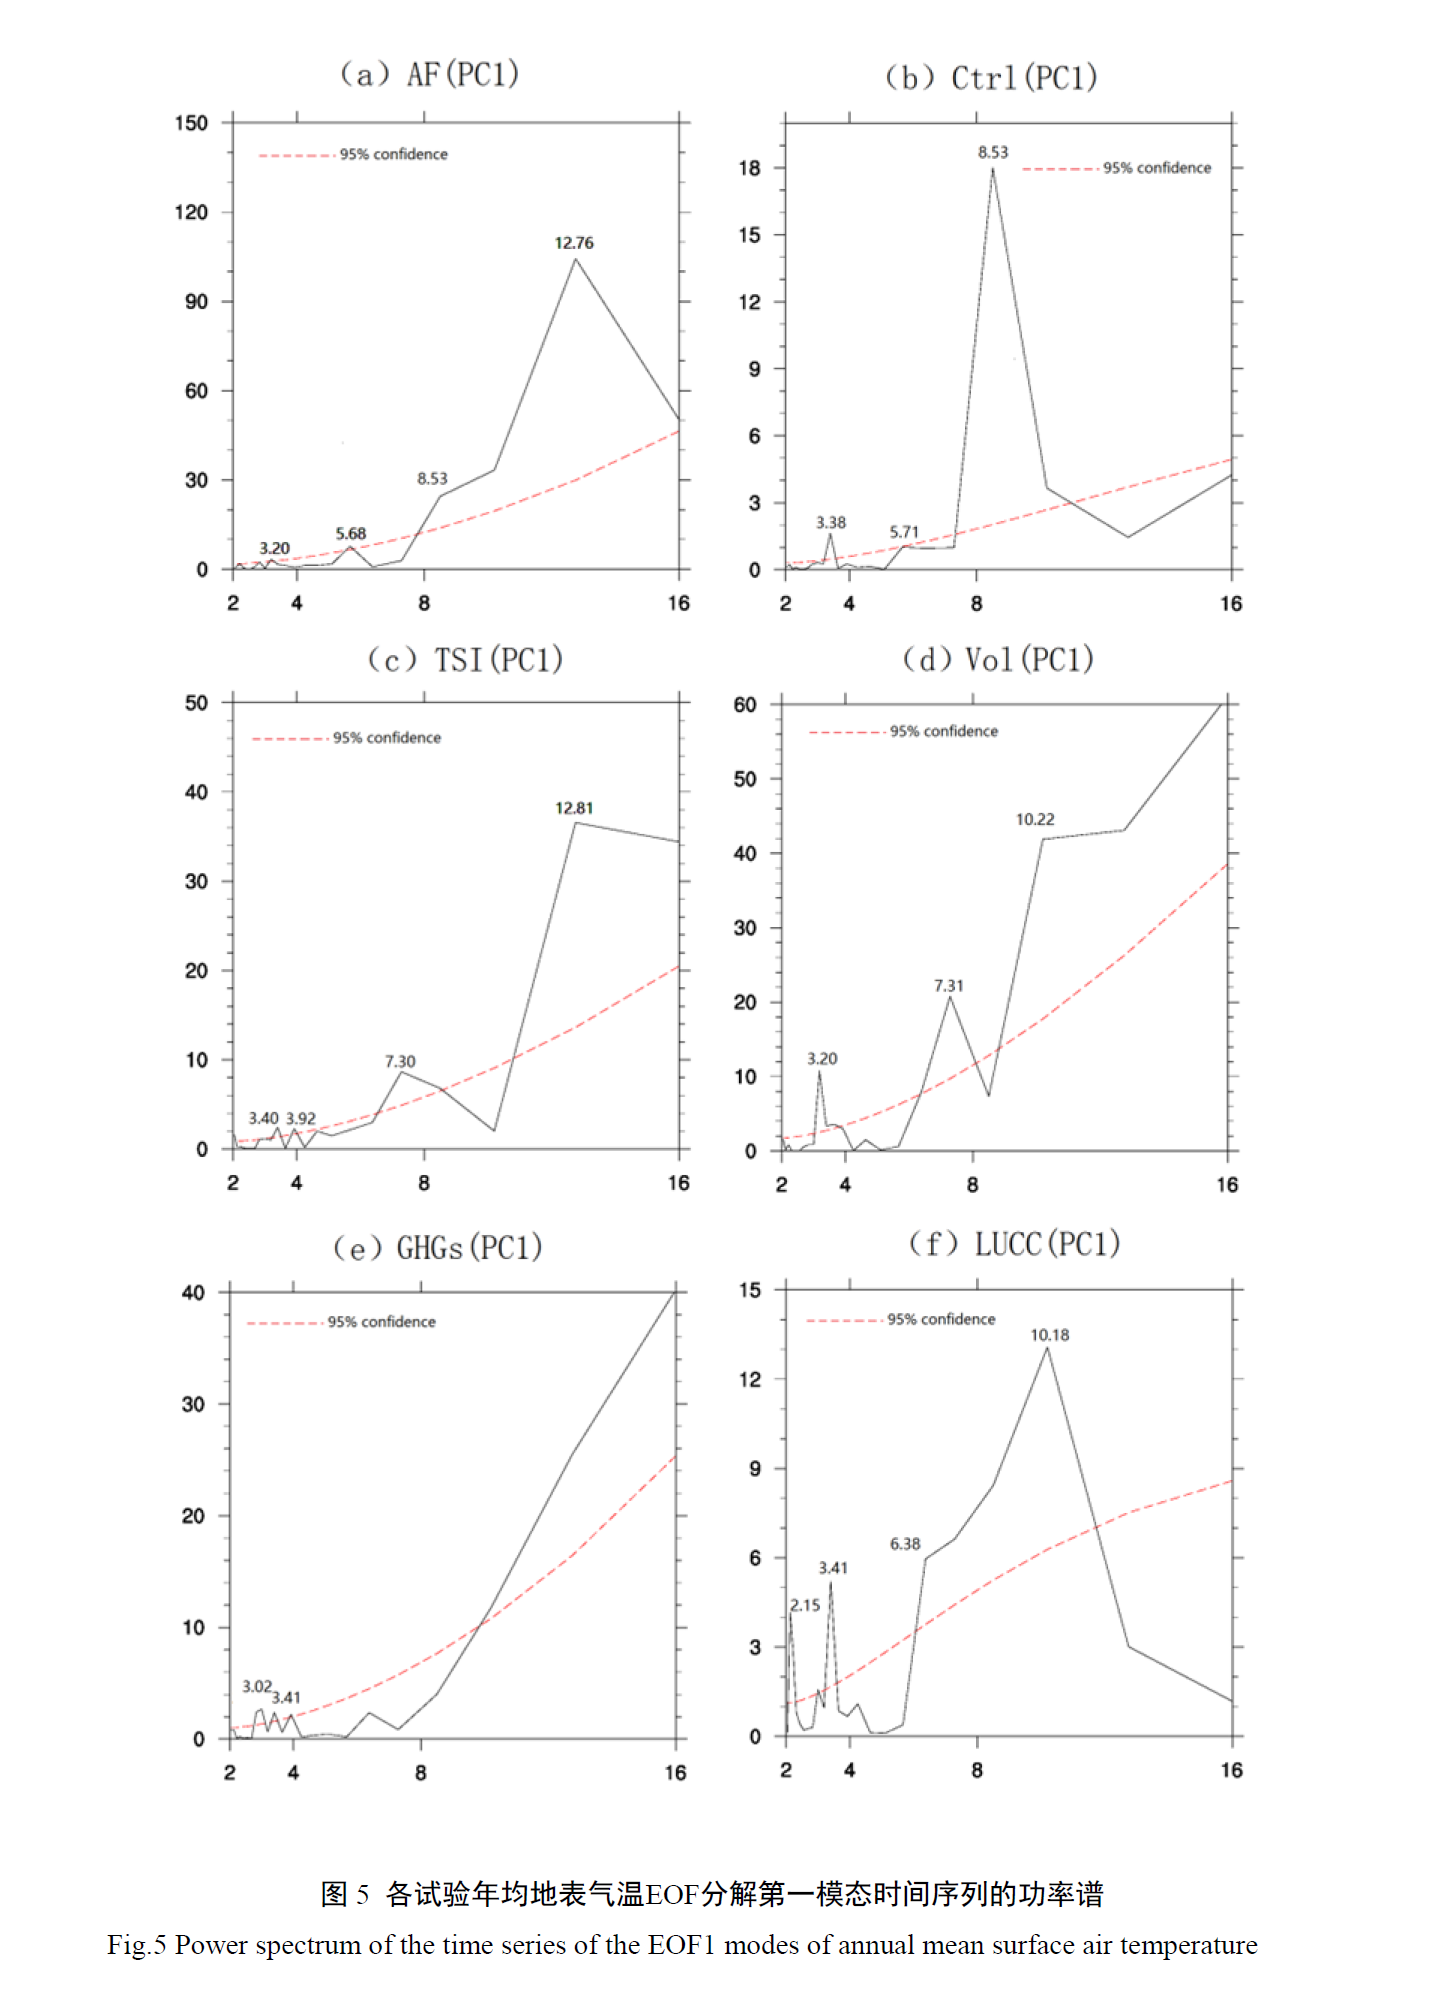 （a）AF(PC1)
150
120
90
60
30
0
95% confidence
12.76
8.53
5.68
3.20
2 4 8 16
（b）Ctrl(PC1)
18
15
12
9
6
3
0
8.53
95% confidence
3.38
5.71
2 4 8 16
（c）TSI(PC1)
50
40
30
20
10
0
95% confidence
12.81
7.30
3.40 3.92
2 4 8 16
（d）Vol(PC1)
60
50
40
30
20
10
0
95% confidence
10.22
7.31
3.20
2 4 8 16
（e）GHGs(PC1)
40
30
20
10
0
95% confidence
3.02
3.41
2 4 8 16
（f）LUCC(PC1)
15
12
9
6
3
0
95% confidence
10.18
6.38
3.41
2.15
2 4 8 16
图 5 各试验年均地表气温EOF分解第一模态时间序列的功率谱
Fig.5 Power spectrum of the time series of the EOF1 modes of annual mean surface air temperature